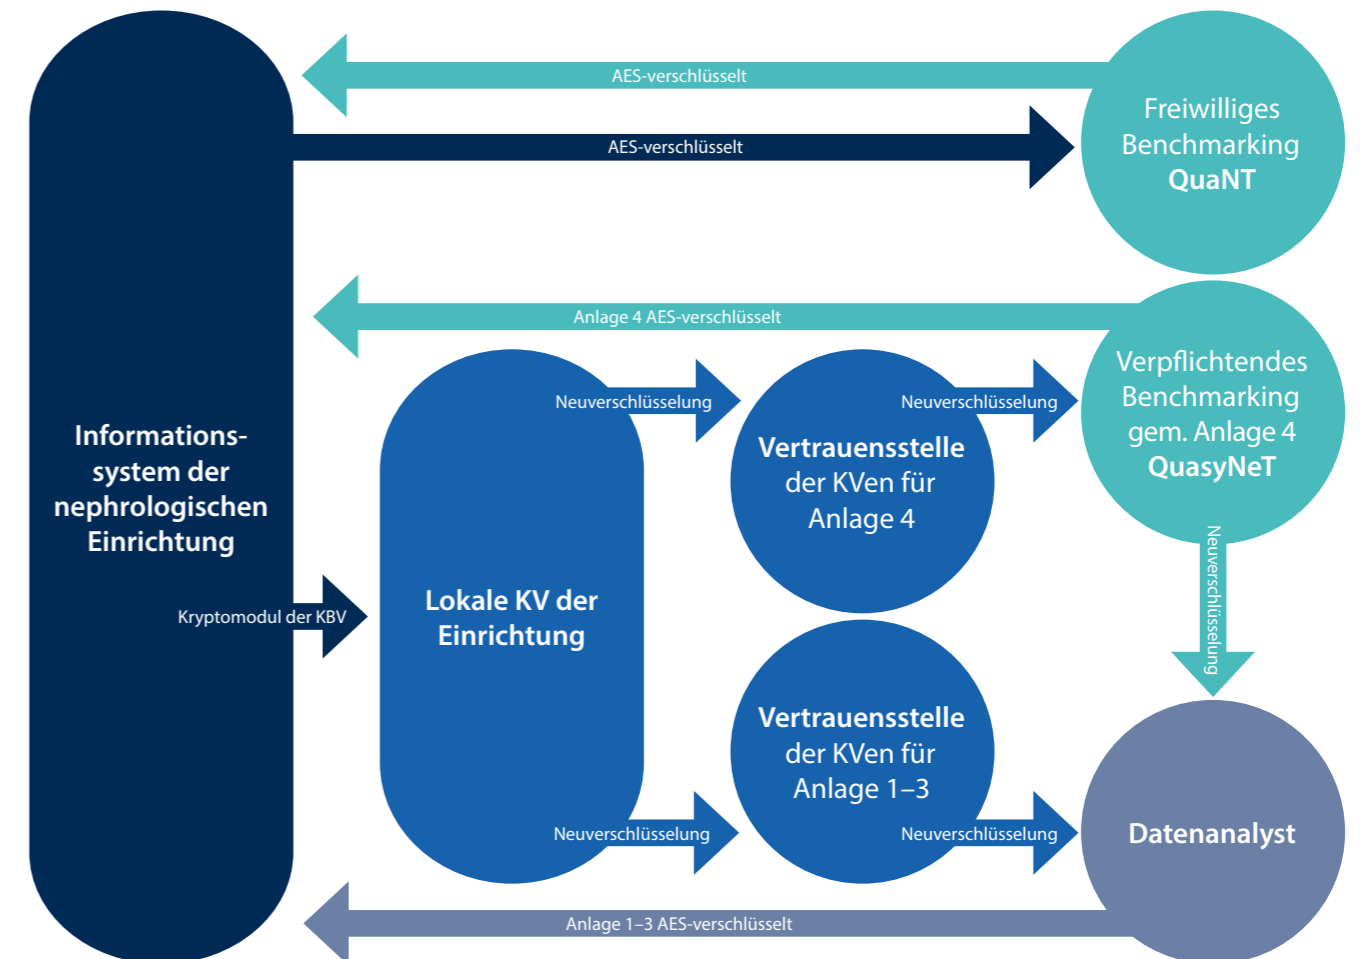 AES-verschlüsselt
AES-verschlüsselt
Freiwilliges
Benchmarking
QuaNT
Anlage 4 AES-verschlüsselt
Verpflichtendes
Benchmarking
gem. Anlage 4
QuasyNeT
Neuverschlüsselung
Neuverschlüsselung
Vertrauensstelle
der KVen für
Anlage 4
Informations-
system der
nephrologischen
Einrichtung
Kryptomodul der KBV
Lokale KV der
Einrichtung
Neuverschlüsselung
Vertrauensstelle
der KVen für
Anlage 1–3
Neuverschlüsselung
Neuverschlüsselung
Datenanalyst
Anlage 1–3 AES-verschlüsselt